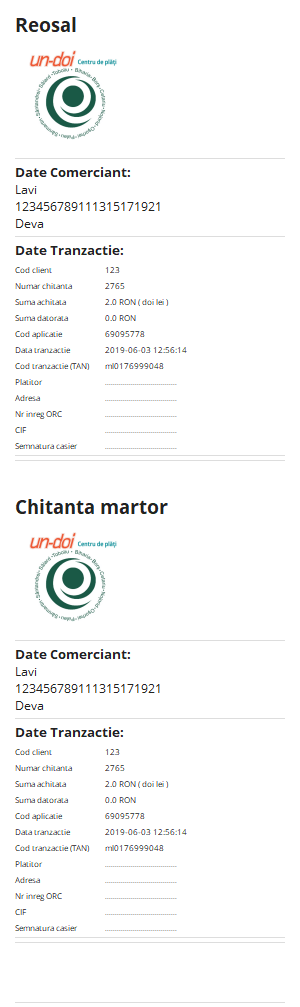 Reosal
un-doi Centru de plăți
Date Comerciant:
Lavi
123456789111315171921
Deva
Date Tranzactie:
Cod client 123
Numar chitanta 2765
Suma achitata 2.0 RON ( doi lei )
Suma datorata 0.0 RON
Cod aplicatie 69095778
Data tranzactie 2019-06-03 12:56:14
Cod tranzactie (TAN) ml0176999048
Platitor
Adresa
Nr inreg ORC
CIF
Semnatura casier
Chitanta martor
un-doi Centru de plăți
Date Comerciant:
Lavi
123456789111315171921
Deva
Date Tranzactie:
Cod client 123
Numar chitanta 2765
Suma achitata 2.0 RON ( doi lei )
Suma datorata 0.0 RON
Cod aplicatie 69095778
Data tranzactie 2019-06-03 12:56:14
Cod tranzactie (TAN) ml0176999048
Platitor
Adresa
Nr inreg ORC
CIF
Semnatura casier